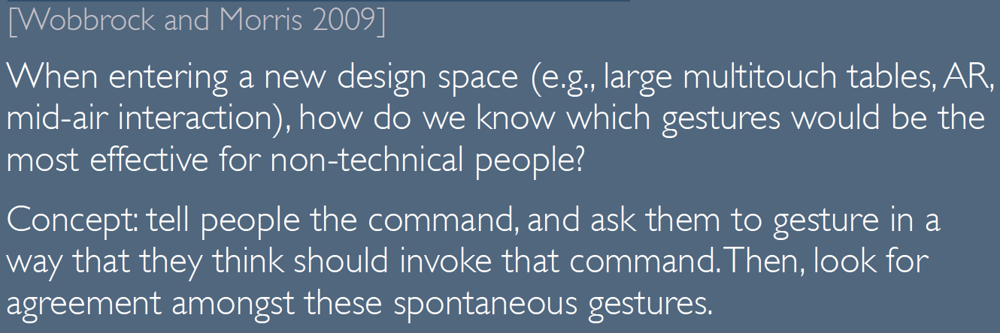 [Wobbrock and Morris 2009]
When entering a new design space (e.g., large multitouch tables, AR,
mid-air interaction), how do we know which gestures would be the
most effective for non-technical people?
Concept: tell people the command, and ask them to gesture in a
way that they think should invoke that command. Then, look for
agreement amongst these spontaneous gestures.